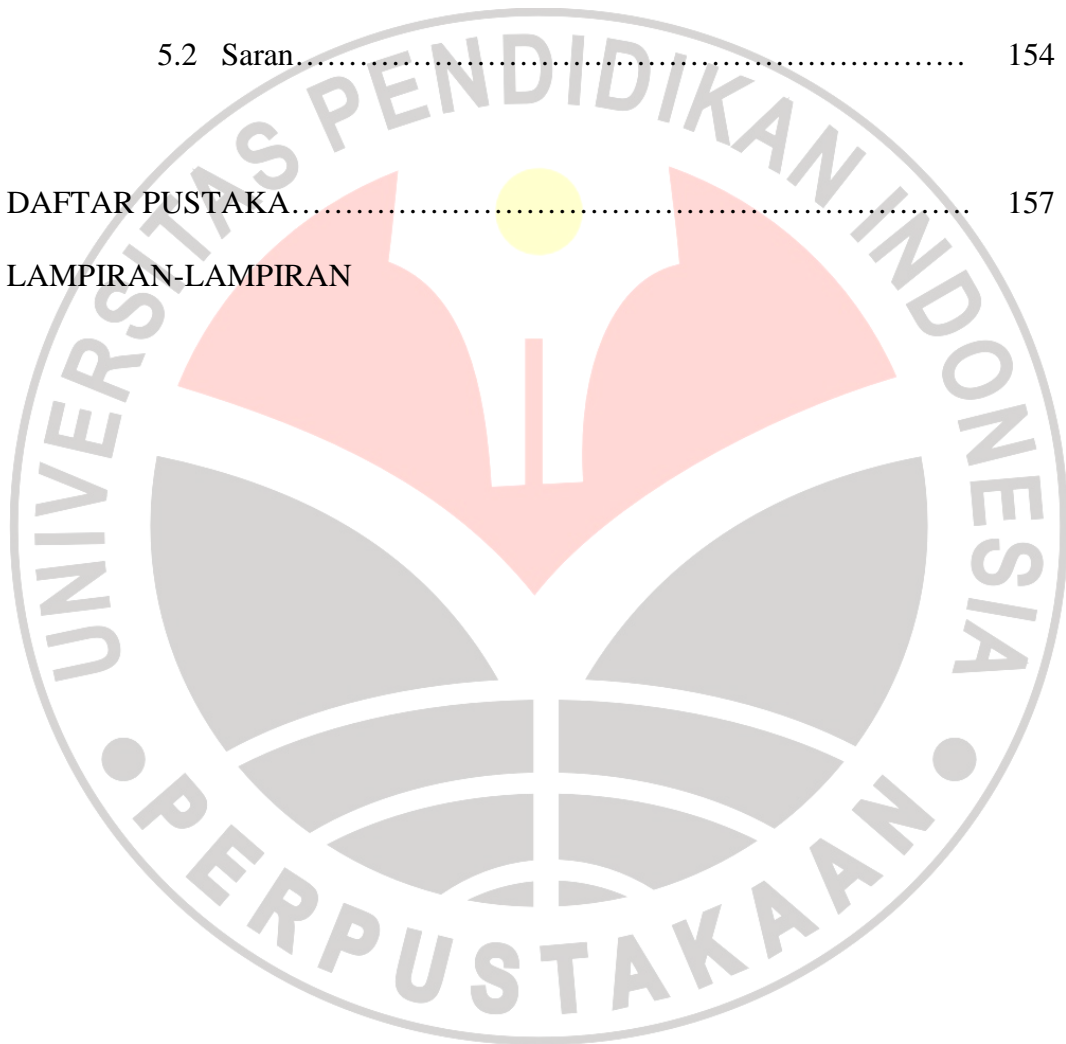 5.2 Saran……………………………………………………………… 154
DAFTAR PUSTAKA………………………………………………………………. 157
LAMPIRAN-LAMPIRAN
UNIVERSITAS PENDIDIKAN INDONESIA
PERPUSTAKAAN